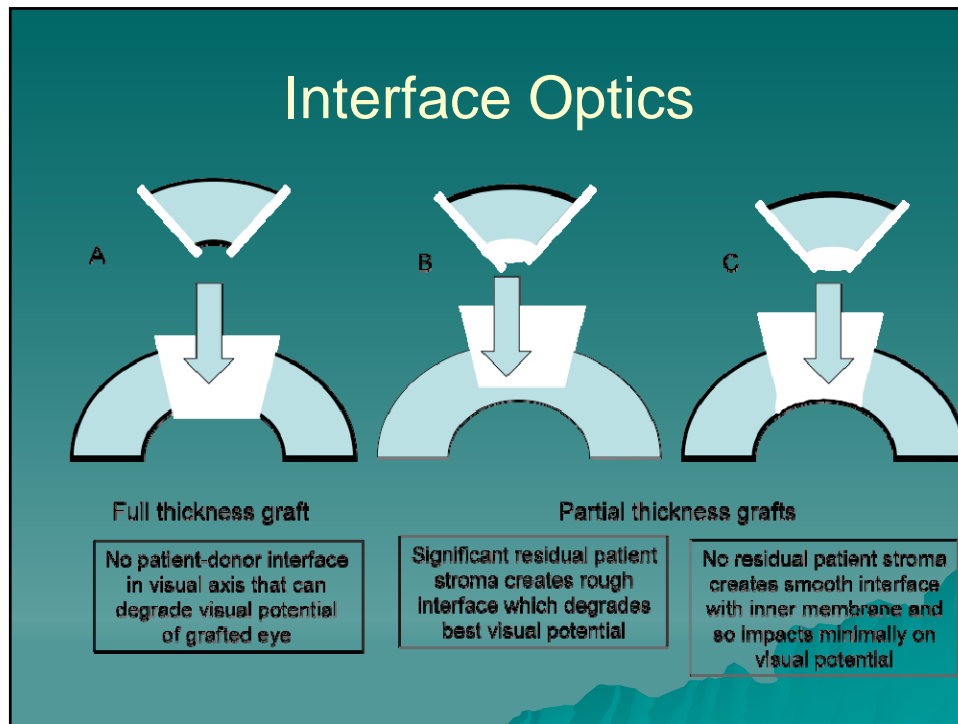 Interface Optics
A
B
C
Full thickness graft
Partial thickness grafts
No patient-donor interface
in visual axis that can
degrade visual potential
of grafted eye
Significant residual patient
stroma creates rough
interface which degrades
best visual potential
No residual patient stroma
creates smooth interface
with inner membrane and
so impacts minimally on
visual potential